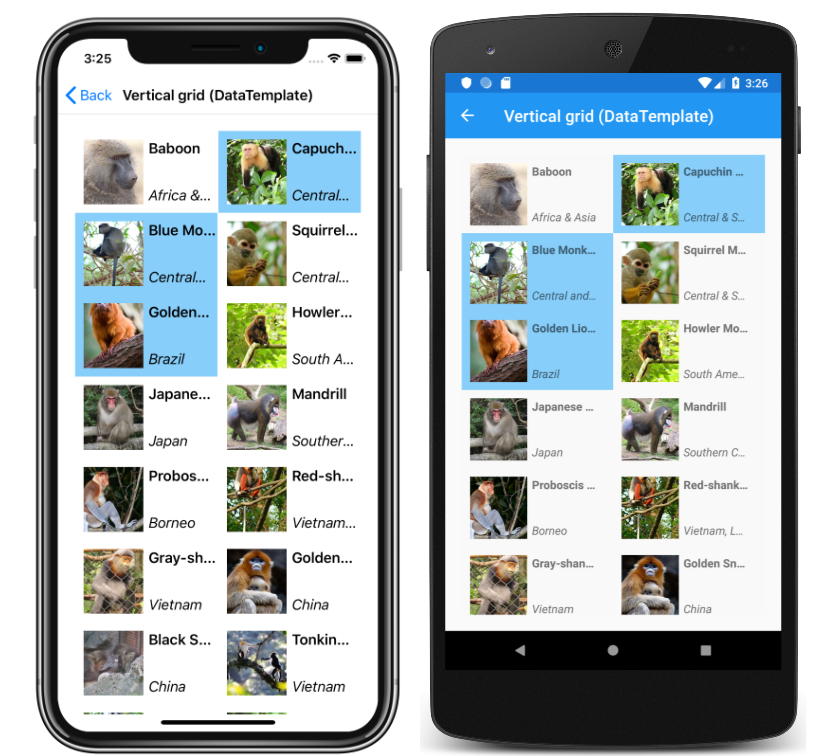 3:25
Back Vertical grid (DataTemplate)
Baboon
Africa &...
Capuch...
Central...
Blue Mo...
Central...
Squirrel...
Central...
Golden...
Brazil
Howler...
South A...
Japane...
Japan
Mandrill
Souther...
Probos...
Borneo
Red-sh...
Vietnam...
Gray-sh...
Vietnam
Golden...
China
Black S...
China
Tonkin...
Vietnam
3:26
Vertical grid (DataTemplate)
Baboon
Africa & Asia
Capuchin ...
Central & S...
Blue Monk...
Central and...
Squirrel M...
Central & S...
Golden Lio...
Brazil
Howler Mo...
South Ame...
Japanese ...
Japan
Mandrill
Southern C...
Proboscis ...
Borneo
Red-shank...
Vietnam, L...
Gray-shan...
Vietnam
Golden Sn...
China